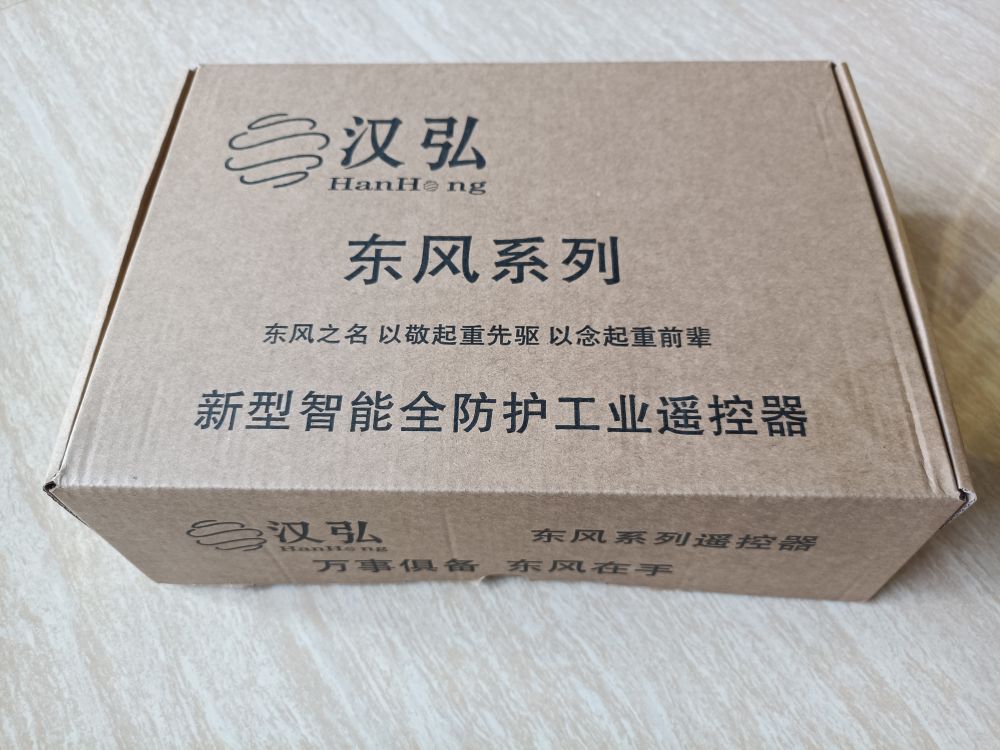 汉弘
HanHong
东风系列
东风之名 以敬起重先驱 以念起重前辈
新型智能全防护工业遥控器
汉弘
HanHong
东风系列遥控器
万事俱备 东风在手